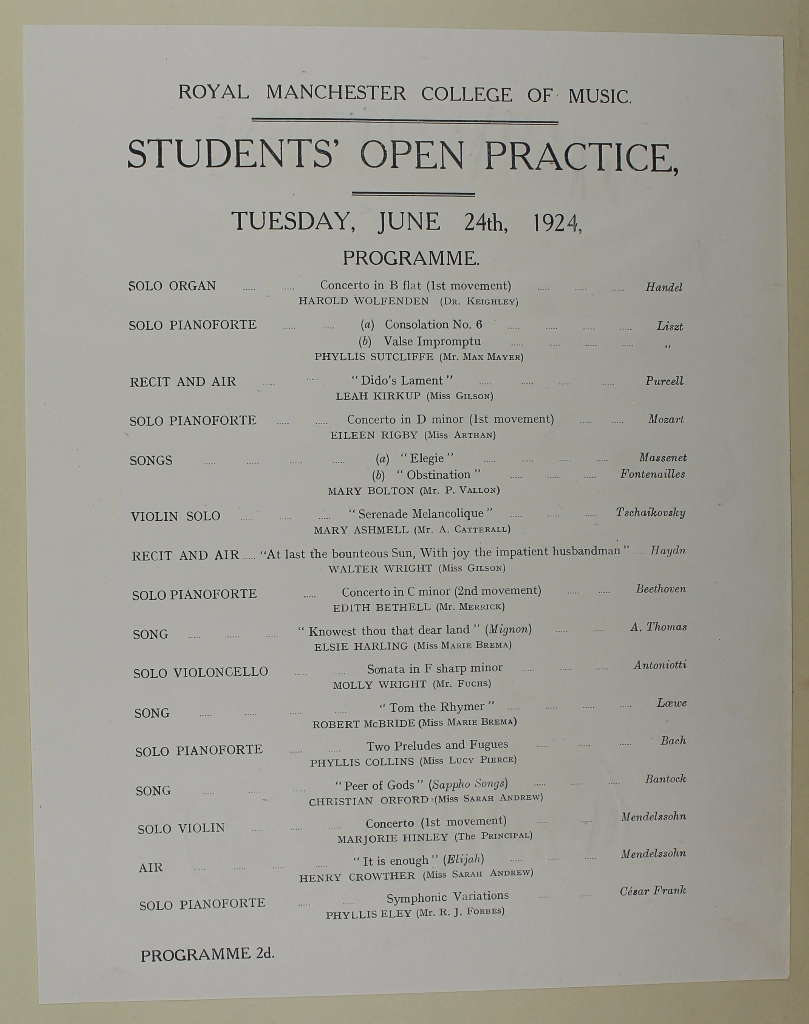 ROYAL MANCHESTER COLLEGE OF MUSIC.
STUDENTS' OPEN PRACTICE,
TUESDAY, JUNE 24th, 1924,
PROGRAMME.
SOLO ORGAN ..... ..... Concerto in B flat (1st movement) ..... ..... ..... Handel
HAROLD WOLFENDEN (DR. KEIGHLEY)
SOLO PIANOFORTE ..... ..... (a) Consolation No. 6 ..... ..... ..... ..... Liszt
(b) Valse Impromptu ..... ..... ..... ..... "
PHYLLIS SUTCLIFFE (MR. MAX MAYER)
RECIT AND AIR ..... ..... "Dido's Lament" ..... ..... ..... ..... Purcell
LEAH KIRKUP (MISS GILSON)
SOLO PIANOFORTE ..... ..... Concerto in D minor (1st movement) ..... ..... Mozart
EILEEN RIGBY (MISS ARTHAN)
SONGS ..... ..... ..... ..... (a) "Elegie" ..... ..... ..... ..... Massenet
(b) "Obstination" ..... ..... ..... Fontenailles
MARY BOLTON (MR. P. VALLON)
VIOLIN SOLO ..... ..... ..... "Serenade Melancolique" ..... ..... ..... Tschaikovsky
MARY ASHMELL (MR. A. CATTERALL)
RECIT AND AIR ..... "At last the bounteous Sun, With joy the impatient husbandman" ..... Haydn
WALTER WRIGHT (MISS GILSON)
SOLO PIANOFORTE ..... Concerto in C minor (2nd movement) ..... ..... Beethoven
EDITH BETHELL (MR. MERRICK)
SONG ..... ..... ..... "Knowest thou that dear land" (Mignon) ..... ..... A. Thomas
ELSIE HARLING (MISS MARIE BREMA)
SOLO VIOLONCELLO ..... ..... Sonata in F sharp minor ..... ..... ..... Antoniotti
MOLLY WRIGHT (MR. FUCHS)
SONG ..... ..... ..... ..... "Tom the Rhymer" ..... ..... ..... ..... Lœwe
ROBERT McBRIDE (MISS MARIE BREMA)
SOLO PIANOFORTE ..... ..... Two Preludes and Fugues ..... ..... ..... Bach
PHYLLIS COLLINS (MISS LUCY PIERCE)
SONG ..... ..... ..... "Peer of Gods" (Sappho Songs) ..... ..... ..... Bantock
CHRISTIAN ORFORD (MISS SARAH ANDREW)
SOLO VIOLIN ..... ..... ..... Concerto (1st movement) ..... ..... Mendelssohn
MARJORIE HINLEY (THE PRINCIPAL)
AIR ..... ..... ..... ..... "It is enough" (Elijah) ..... ..... ..... Mendelssohn
HENRY CROWTHER (MISS SARAH ANDREW)
SOLO PIANOFORTE ..... ..... Symphonic Variations ..... ..... César Frank
PHYLLIS ELEY (MR. R. J. FORBES)
PROGRAMME 2d.